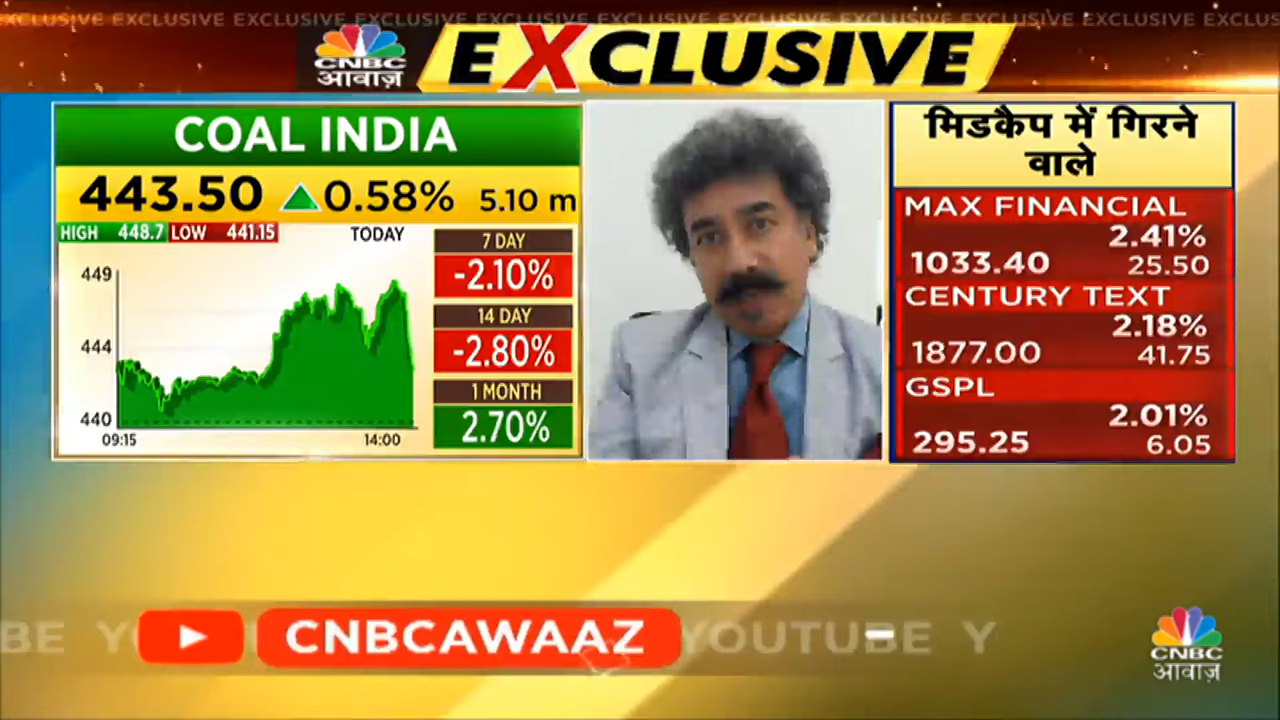 EXCLUSIVE EXCLUSIVE EXCLUSIVE EXCLUSIVE EXCLUSIVE EXCLUSIVE EXCLUSIVE EXCLUSIVE EXCLUSIVE EXCLUS
CNBC
आवाज़
EXCLUSIVE
COAL INDIA
443.50 ▲0.58% 5.10 m
HIGH 448.7 LOW 441.15
TODAY
449
444
440
09:15 14:00
7 DAY
-2.10%
14 DAY
-2.80%
1 MONTH
2.70%
मिडकैप में गिरने
वाले
MAX FINANCIAL
2.41%
1033.40 25.50
CENTURY TEXT
2.18%
1877.00 41.75
GSPL
2.01%
295.25 6.05
BE Y CNBCAWAAZ YOUTUBE Y
CNBC
आवाज़